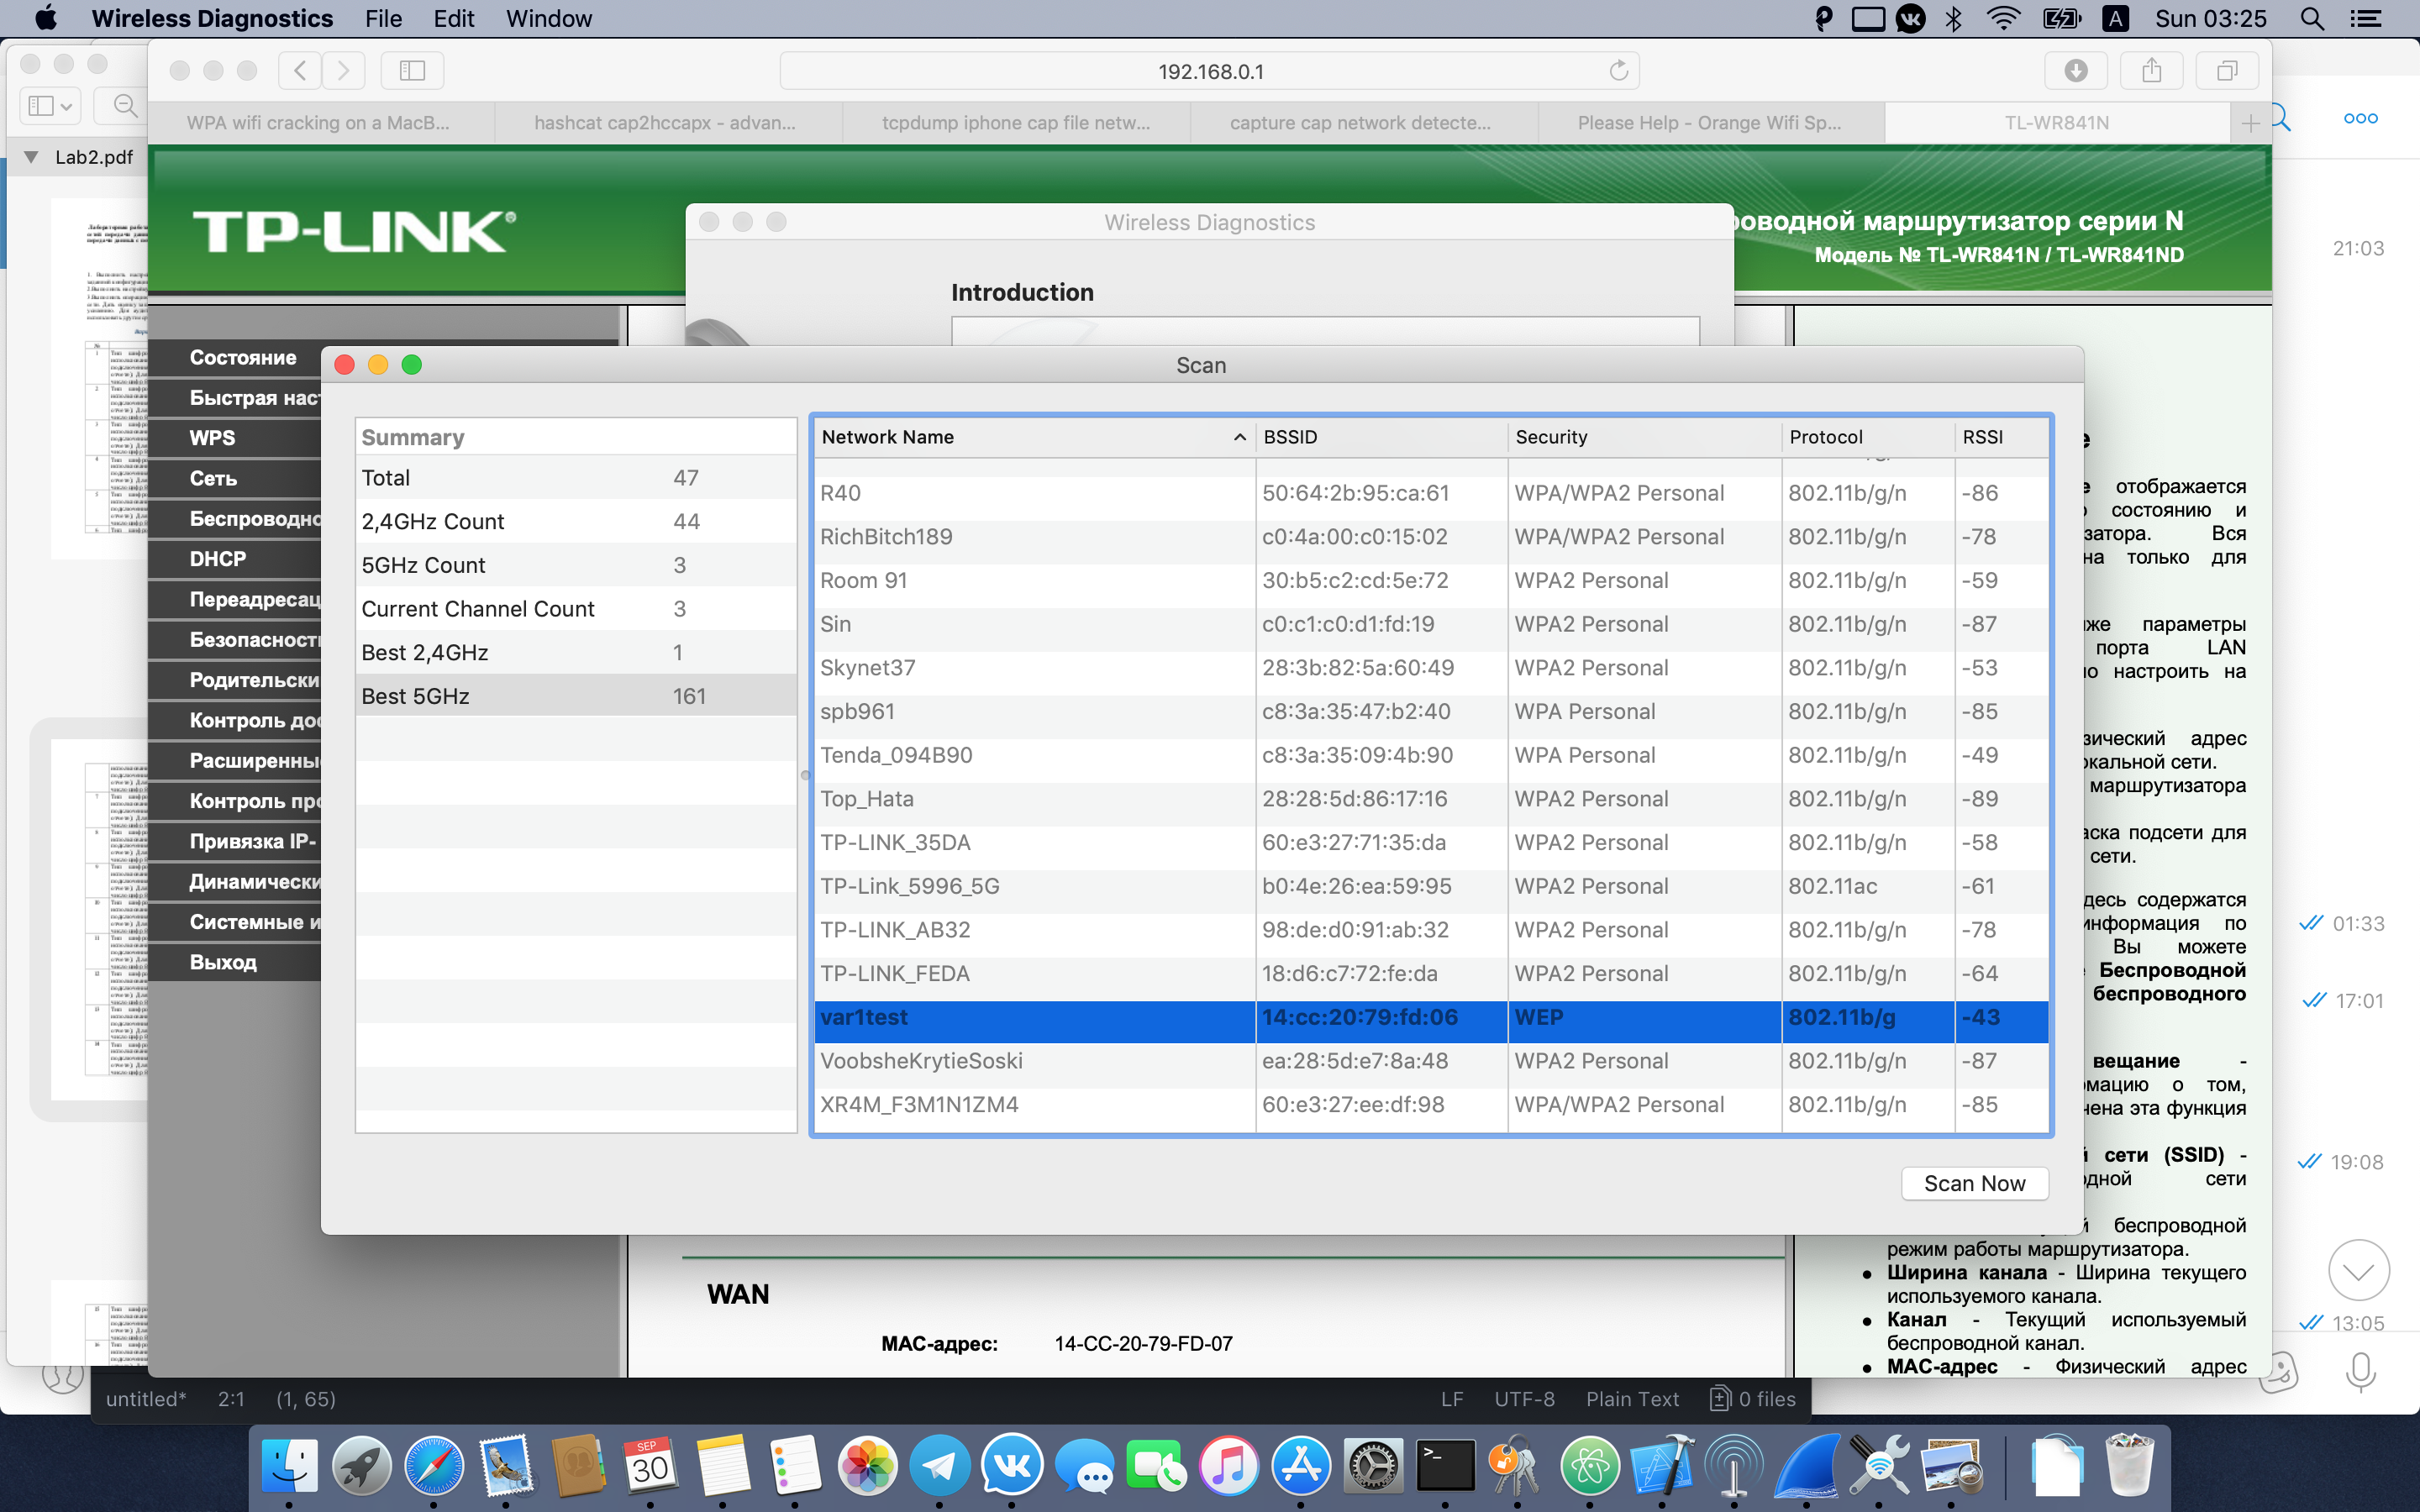 Wireless Diagnostics File Edit Window
A Sun 03:25
192.168.0.1
WPA wifi cracking on a MacB...
hashcat cap2hccapx - advan...
tcpdump iphone cap file netw...
capture cap network detecte...
Please Help - Orange Wifi Sp...
TL-WR841N
Lab2.pdf
TP-LINK®
роводной маршрутизатор серии N
Модель № TL-WR841N / TL-WR841ND
Wireless Diagnostics
Introduction
Состояние
Быстрая наст
WPS
Сеть
Беспроводно
DHCP
Переадресац
Безопасност
Родительски
Контроль дос
Расширенны
Контроль про
Привязка IP-
Динамически
Системные и
Выход
Scan
Summary
Total 47
2,4GHz Count 44
5GHz Count 3
Current Channel Count 3
Best 2,4GHz 1
Best 5GHz 161
Network Name BSSID Security Protocol RSSI
R40 50:64:2b:95:ca:61 WPA/WPA2 Personal 802.11b/g/n -86
RichBitch189 c0:4a:00:c0:15:02 WPA/WPA2 Personal 802.11b/g/n -78
Room 91 30:b5:c2:cd:5e:72 WPA2 Personal 802.11b/g/n -59
Sin c0:c1:c0:d1:fd:19 WPA2 Personal 802.11b/g/n -87
Skynet37 28:3b:82:5a:60:49 WPA2 Personal 802.11b/g/n -53
spb961 c8:3a:35:47:b2:40 WPA Personal 802.11b/g/n -85
Tenda_094B90 c8:3a:35:09:4b:90 WPA Personal 802.11b/g/n -49
Top_Hata 28:28:5d:86:17:16 WPA2 Personal 802.11b/g/n -89
TP-LINK_35DA 60:e3:27:71:35:da WPA2 Personal 802.11b/g/n -58
TP-Link_5996_5G b0:4e:26:ea:59:95 WPA2 Personal 802.11ac -61
TP-LINK_AB32 98:de:d0:91:ab:32 WPA2 Personal 802.11b/g/n -78
TP-LINK_FEDA 18:d6:c7:72:fe:da WPA2 Personal 802.11b/g/n -64
var1test 14:cc:20:79:fd:06 WEP 802.11b/g -43
VoobsheKrytieSoski ea:28:5d:e7:8a:48 WPA2 Personal 802.11b/g/n -87
XR4M_F3M1N1ZM4 60:e3:27:ee:df:98 WPA/WPA2 Personal 802.11b/g/n -85
Scan Now
е отображается
состоянию и
затора. Вся
на только для
же параметры
порта LAN
о настроить на
зический адрес
окальной сети.
маршрутизатора
аска подсети для
сети.
десь содержатся
информация по
Вы можете
Беспроводной
беспроводного
вещание -
мацию о том,
чена эта функция
й сети (SSID) -
дной сети
й беспроводной
режим работы маршрутизатора.
● Ширина канала - Ширина текущего
используемого канала.
● Канал - Текущий используемый
беспроводной канал.
● MAC-адрес - Физический адрес
21:03
01:33
17:01
19:08
13:05
WAN
MAC-адрес: 14-CC-20-79-FD-07
untitled* 2:1 (1, 65)
LF UTF-8 Plain Text 0 files
SEP
30